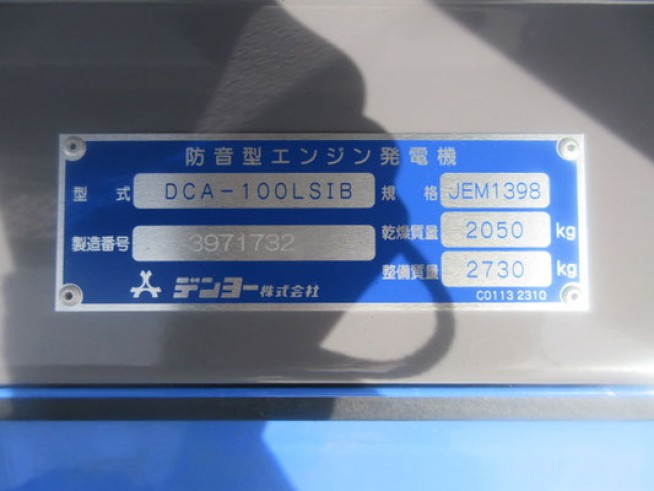 防音型エンジン発電機
型式 DCA-100LSIB 規格 JEM1398
製造番号 3971732 乾燥質量 2050 kg
整備質量 2730 kg
デンヨー株式会社
C0113 2310